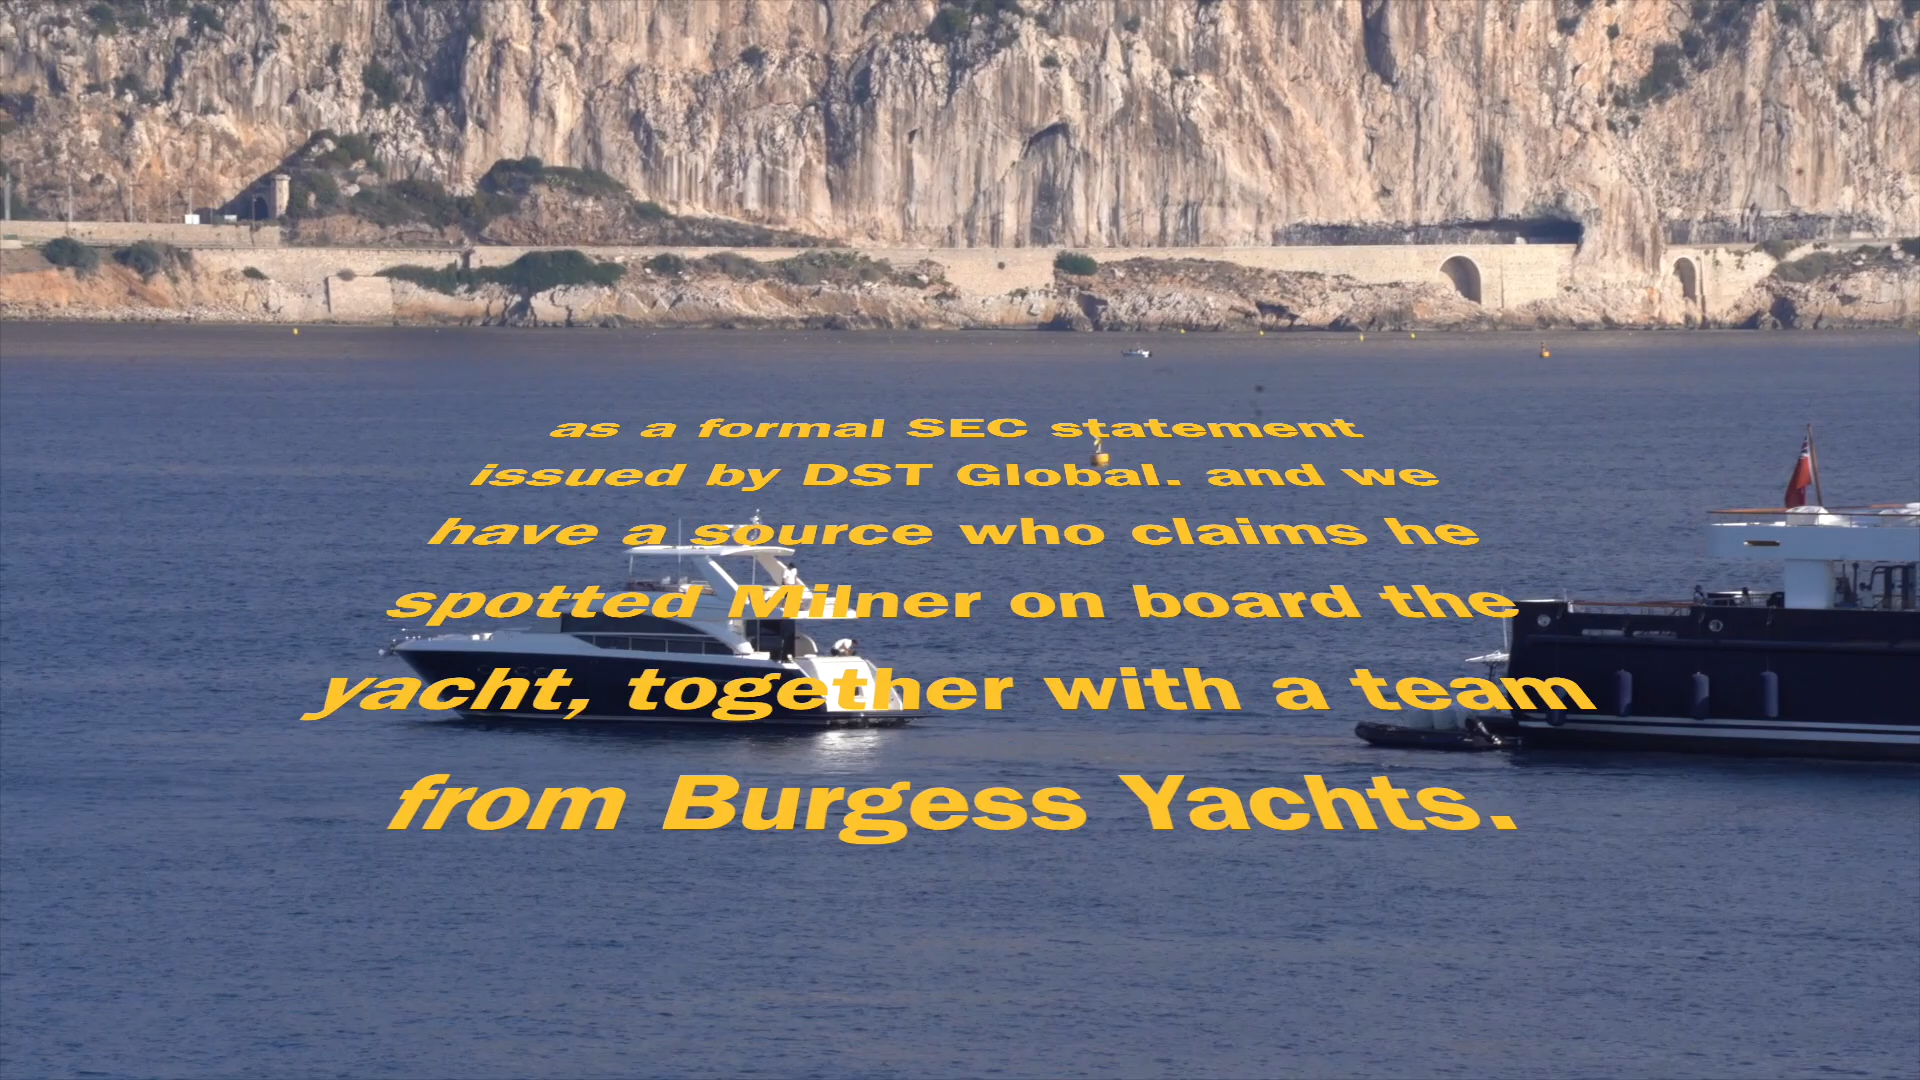 as a formal SEC statement
issued by DST Global. and we
have a source who claims he
spotted Milner on board the
yacht, together with a team
from Burgess Yachts.